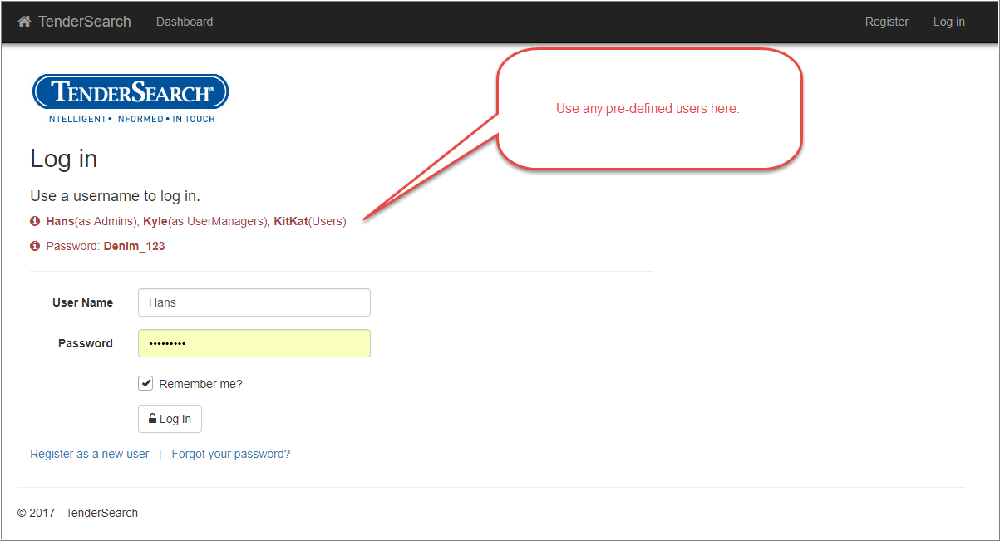 TenderSearch Dashboard Register Log in
TENDERSEARCH®
INTELLIGENT • INFORMED • IN TOUCH
Use any pre-defined users here.
Log in
Use a username to log in.
Hans(as Admins), Kyle(as UserManagers), KitKat(Users)
Password: Denim_123
User Name Hans
Password •••••••••
Remember me?
Log in
Register as a new user | Forgot your password?
© 2017 - TenderSearch